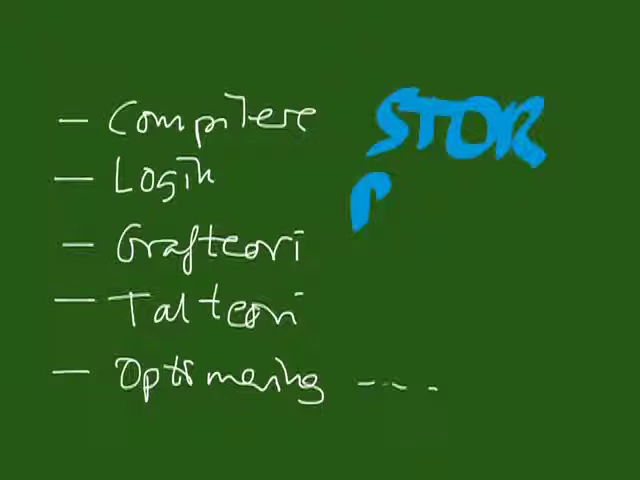 - Compilere
- Logik
- Grafteori
- Talteori
- Optimering ----
STOR